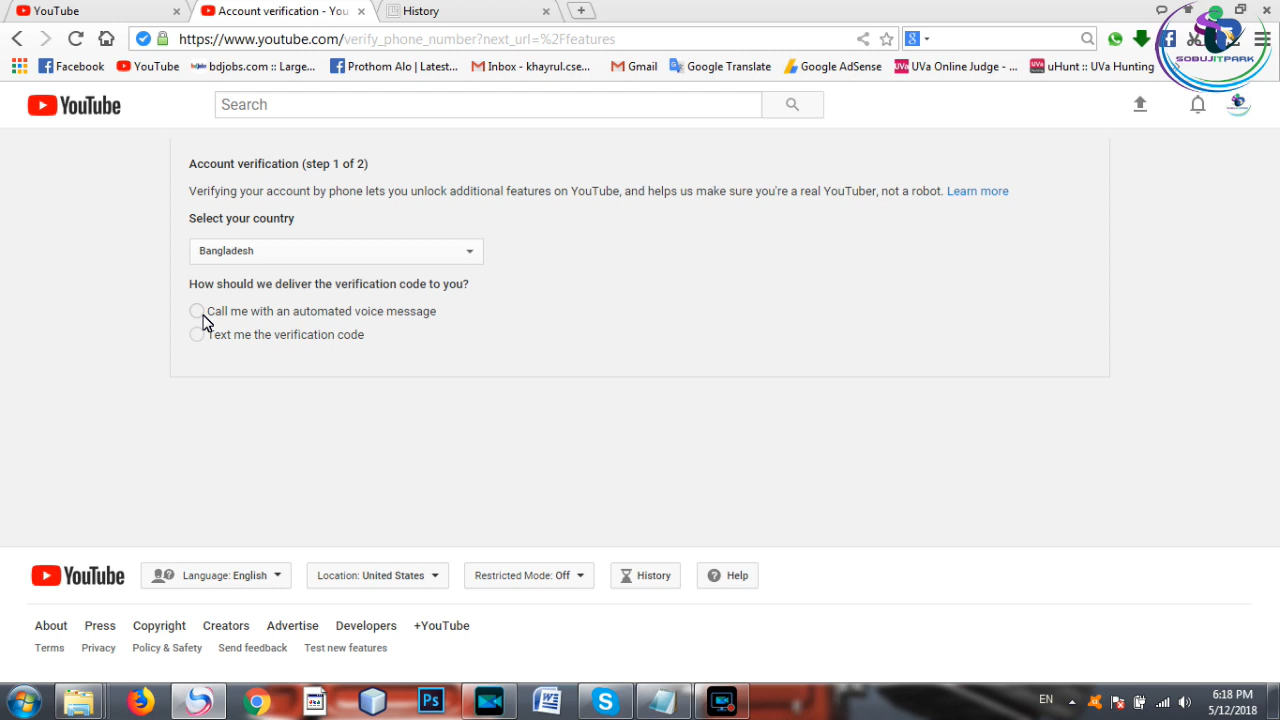 YouTube
Account verification - You
History
https://www.youtube.com/verify_phone_number?next_url=%2Ffeatures
Facebook
YouTube
bdjobs.com :: Large...
Prothom Alo | Latest...
Inbox - khayrul.cse...
Gmail
Google Translate
Google AdSense
UVa Online Judge - ...
uHunt :: UVa Hunting
SOBUJITPARK
YouTube
Search
Account verification (step 1 of 2)
Verifying your account by phone lets you unlock additional features on YouTube, and helps us make sure you're a real YouTuber, not a robot. Learn more
Select your country
Bangladesh
How should we deliver the verification code to you?
Call me with an automated voice message
Text me the verification code
YouTube
Language: English
Location: United States
Restricted Mode: Off
History
Help
About Press Copyright Creators Advertise Developers +YouTube
Terms Privacy Policy & Safety Send feedback Test new features
EN
6:18 PM
5/12/2018